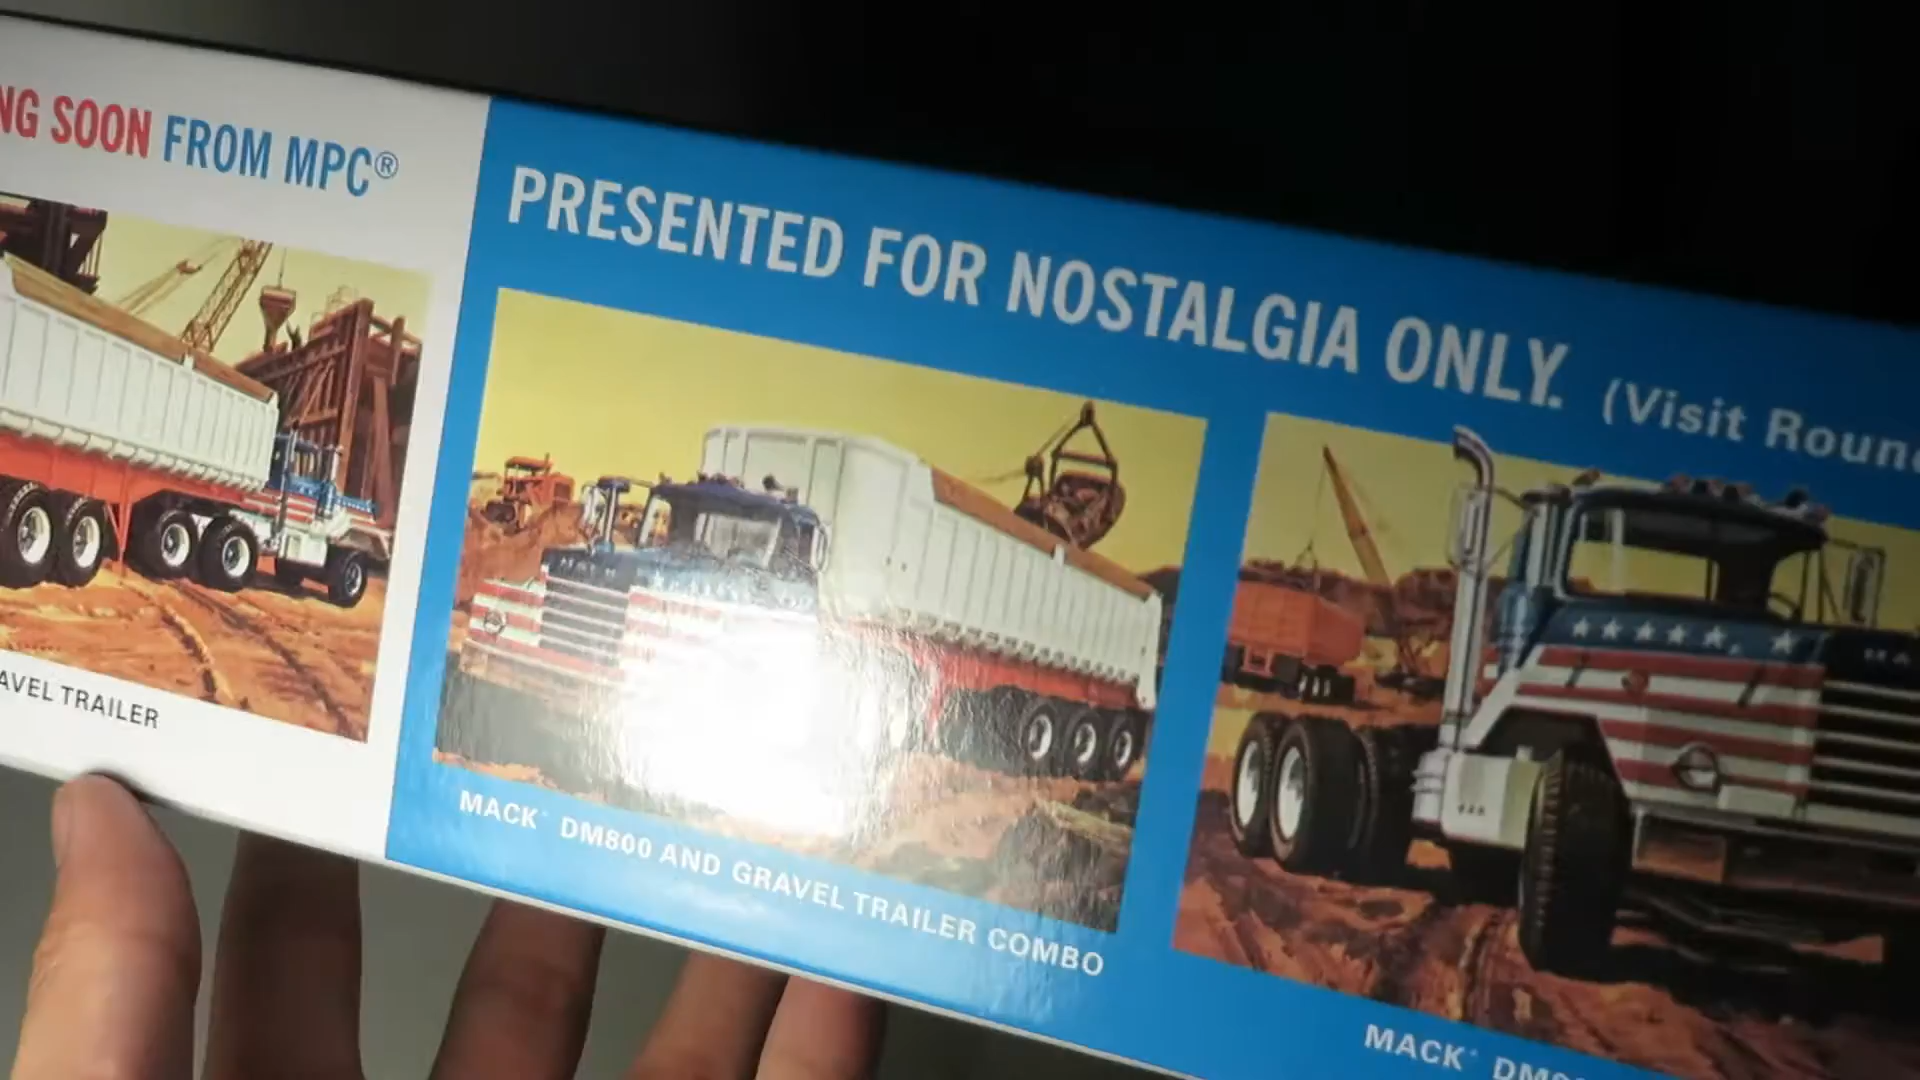 NG SOON FROM MPC®
AVEL TRAILER
PRESENTED FOR NOSTALGIA ONLY. (Visit Roun
MACK DM800 AND GRAVEL TRAILER COMBO
MACK